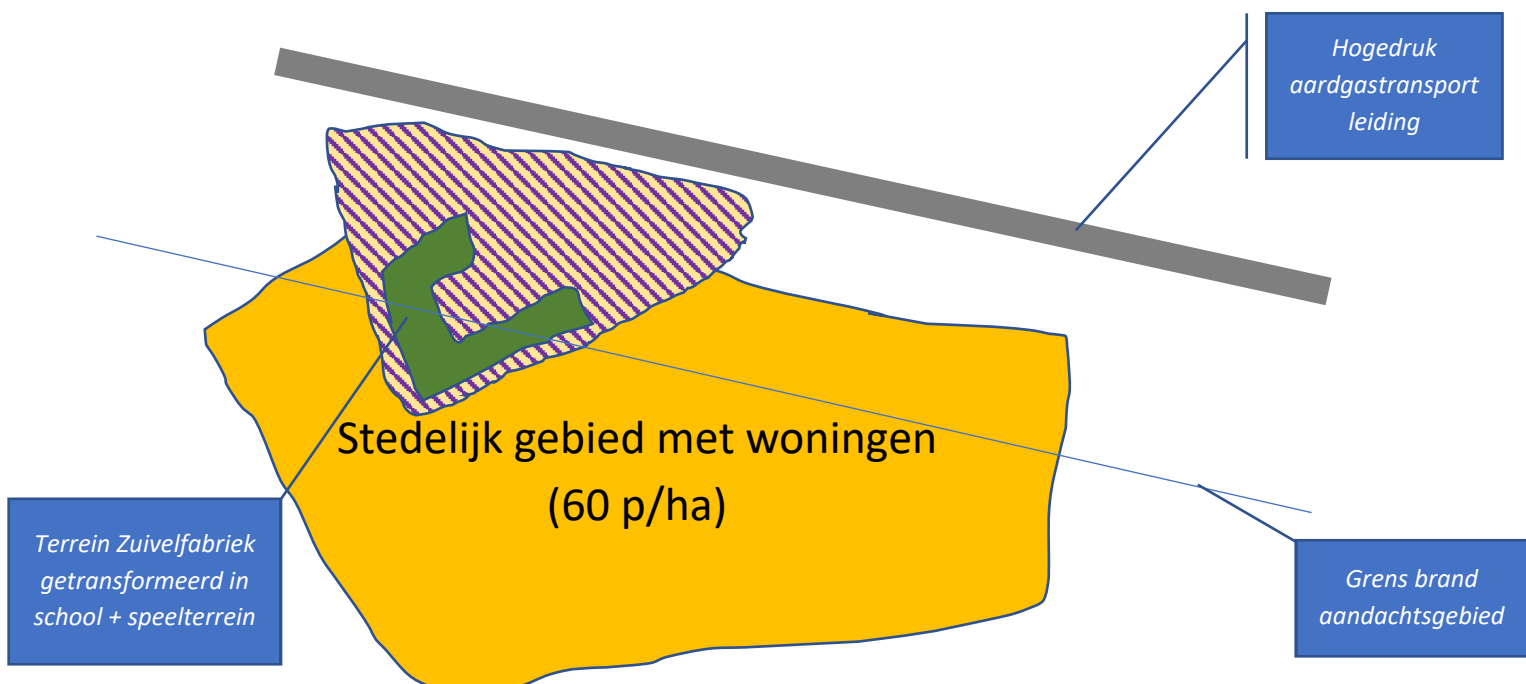 Hogedruk
aardgastransport
leiding
Stedelijk gebied met woningen
(60 p/ha)
Terrein Zuivelfabriek
getransformeerd in
school + speelterrein
Grens brand
aandachtsgebied